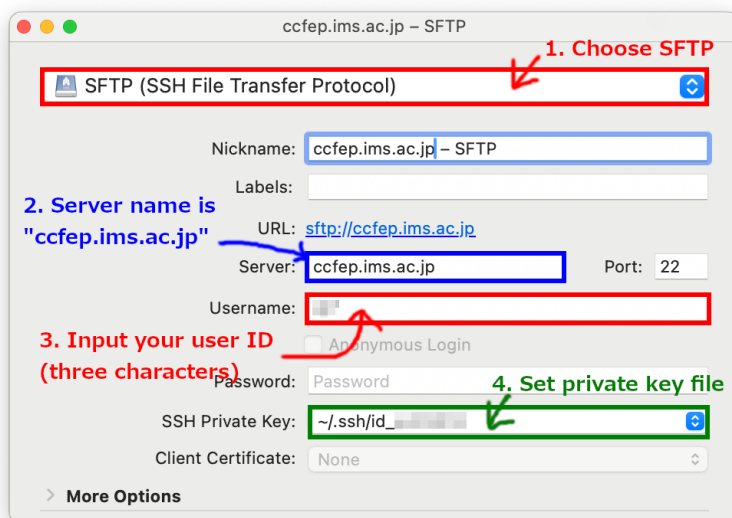 ccfep.ims.ac.jp – SFTP
1. Choose SFTP
SFTP (SSH File Transfer Protocol)
Nickname: ccfep.ims.ac.jp – SFTP
Labels:
2. Server name is
"ccfep.ims.ac.jp"
URL: sftp://ccfep.ims.ac.jp
Server: ccfep.ims.ac.jp Port: 22
Username:
3. Input your user ID
(three characters)
Anonymous Login
Password: Password
4. Set private key file
SSH Private Key: ~/.ssh/id_
Client Certificate: None
More Options